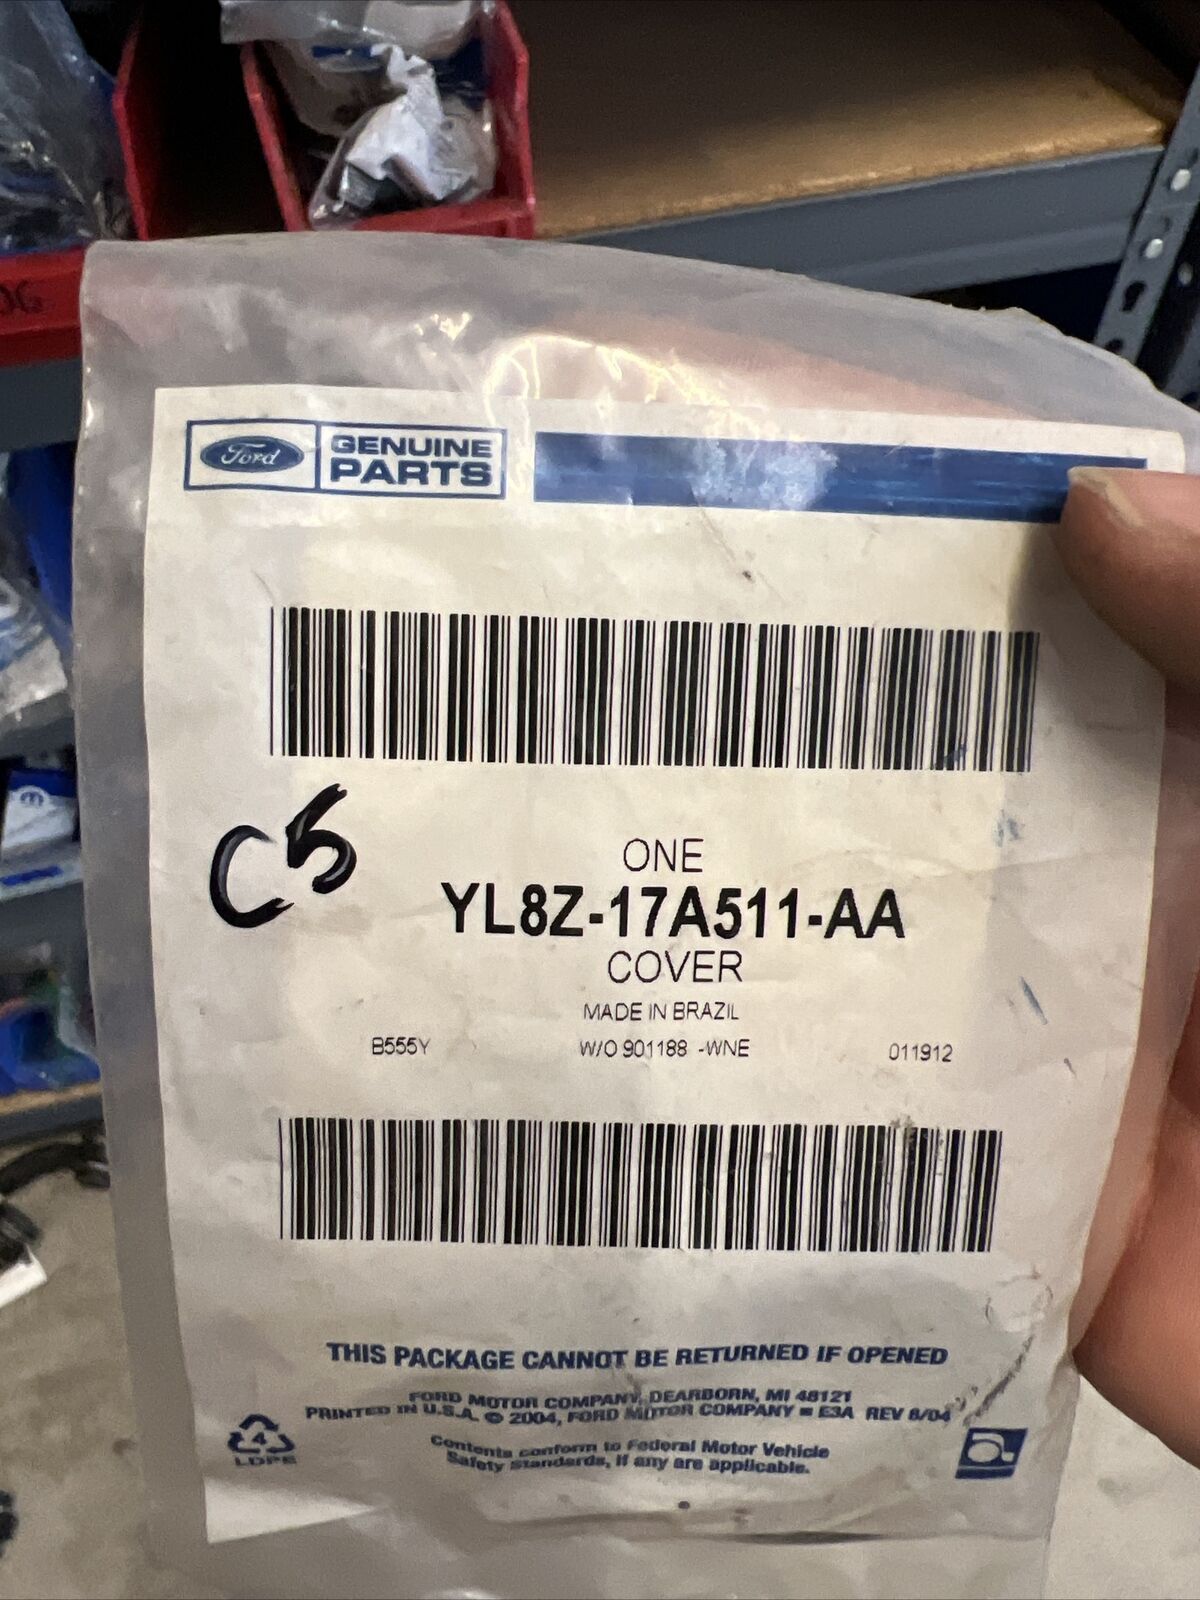 Ford
GENUINE
PARTS
C5
ONE
YL8Z-17A511-AA
COVER
MADE IN BRAZIL
B555Y W/O 901188 -WNE 011912
THIS PACKAGE CANNOT BE RETURNED IF OPENED
FORD MOTOR COMPANY, DEARBORN, MI 48121
PRINTED IN U.S.A. © 2004, FORD MOTOR COMPANY E3A REV 6/04
Contents conform to Federal Motor Vehicle
Safety standards, if any are applicable.
4
LDPE